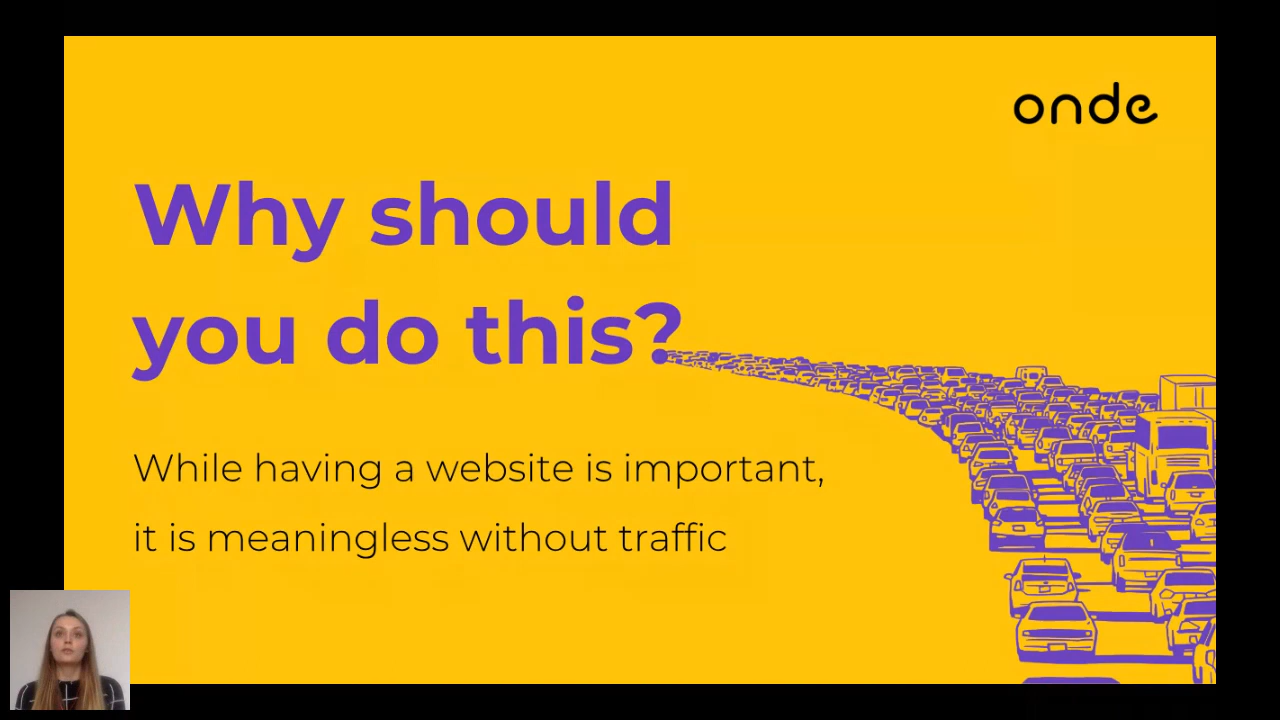 onde
Why should
you do this?
While having a website is important,
it is meaningless without traffic